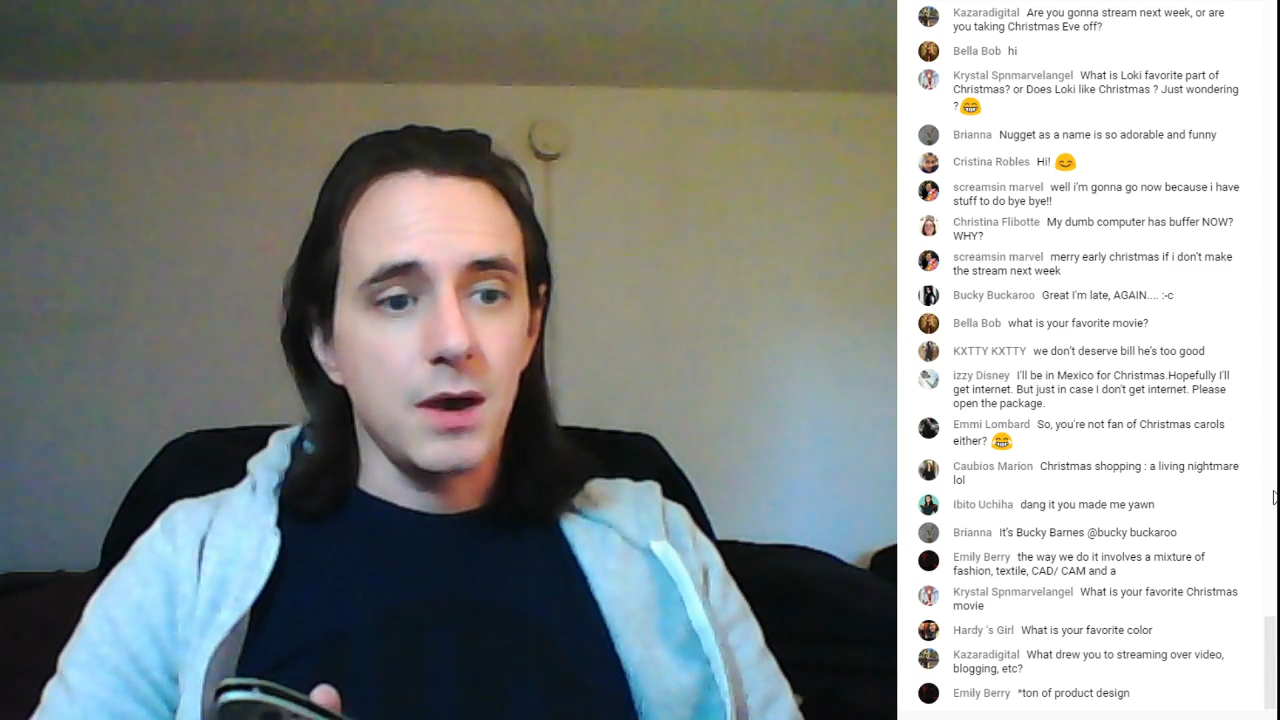 Kazaradigital Are you gonna stream next week, or are
you taking Christmas Eve off?
Bella Bob hi
Krystal Spnmarvelangel What is Loki favorite part of
Christmas? or Does Loki like Christmas ? Just wondering
?
Brianna Nugget as a name is so adorable and funny
Cristina Robles Hi!
screamsin marvel well i'm gonna go now because i have
stuff to do bye bye!!
Christina Flibotte My dumb computer has buffer NOW?
WHY?
screamsin marvel merry early christmas if i don't make
the stream next week
Bucky Buckaroo Great I'm late, AGAIN.... :-c
Bella Bob what is your favorite movie?
KXTTY KXTTY we don't deserve bill he's too good
izzy Disney I'll be in Mexico for Christmas.Hopefully I'll
get internet. But just in case I don't get internet. Please
open the package.
Emmi Lombard So, you're not fan of Christmas carols
either?
Caubios Marion Christmas shopping : a living nightmare
lol
Ibito Uchiha dang it you made me yawn
Brianna It's Bucky Barnes @bucky buckaroo
Emily Berry the way we do it involves a mixture of
fashion, textile, CAD/ CAM and a
Krystal Spnmarvelangel What is your favorite Christmas
movie
Hardy 's Girl What is your favorite color
Kazaradigital What drew you to streaming over video,
blogging, etc?
Emily Berry *ton of product design